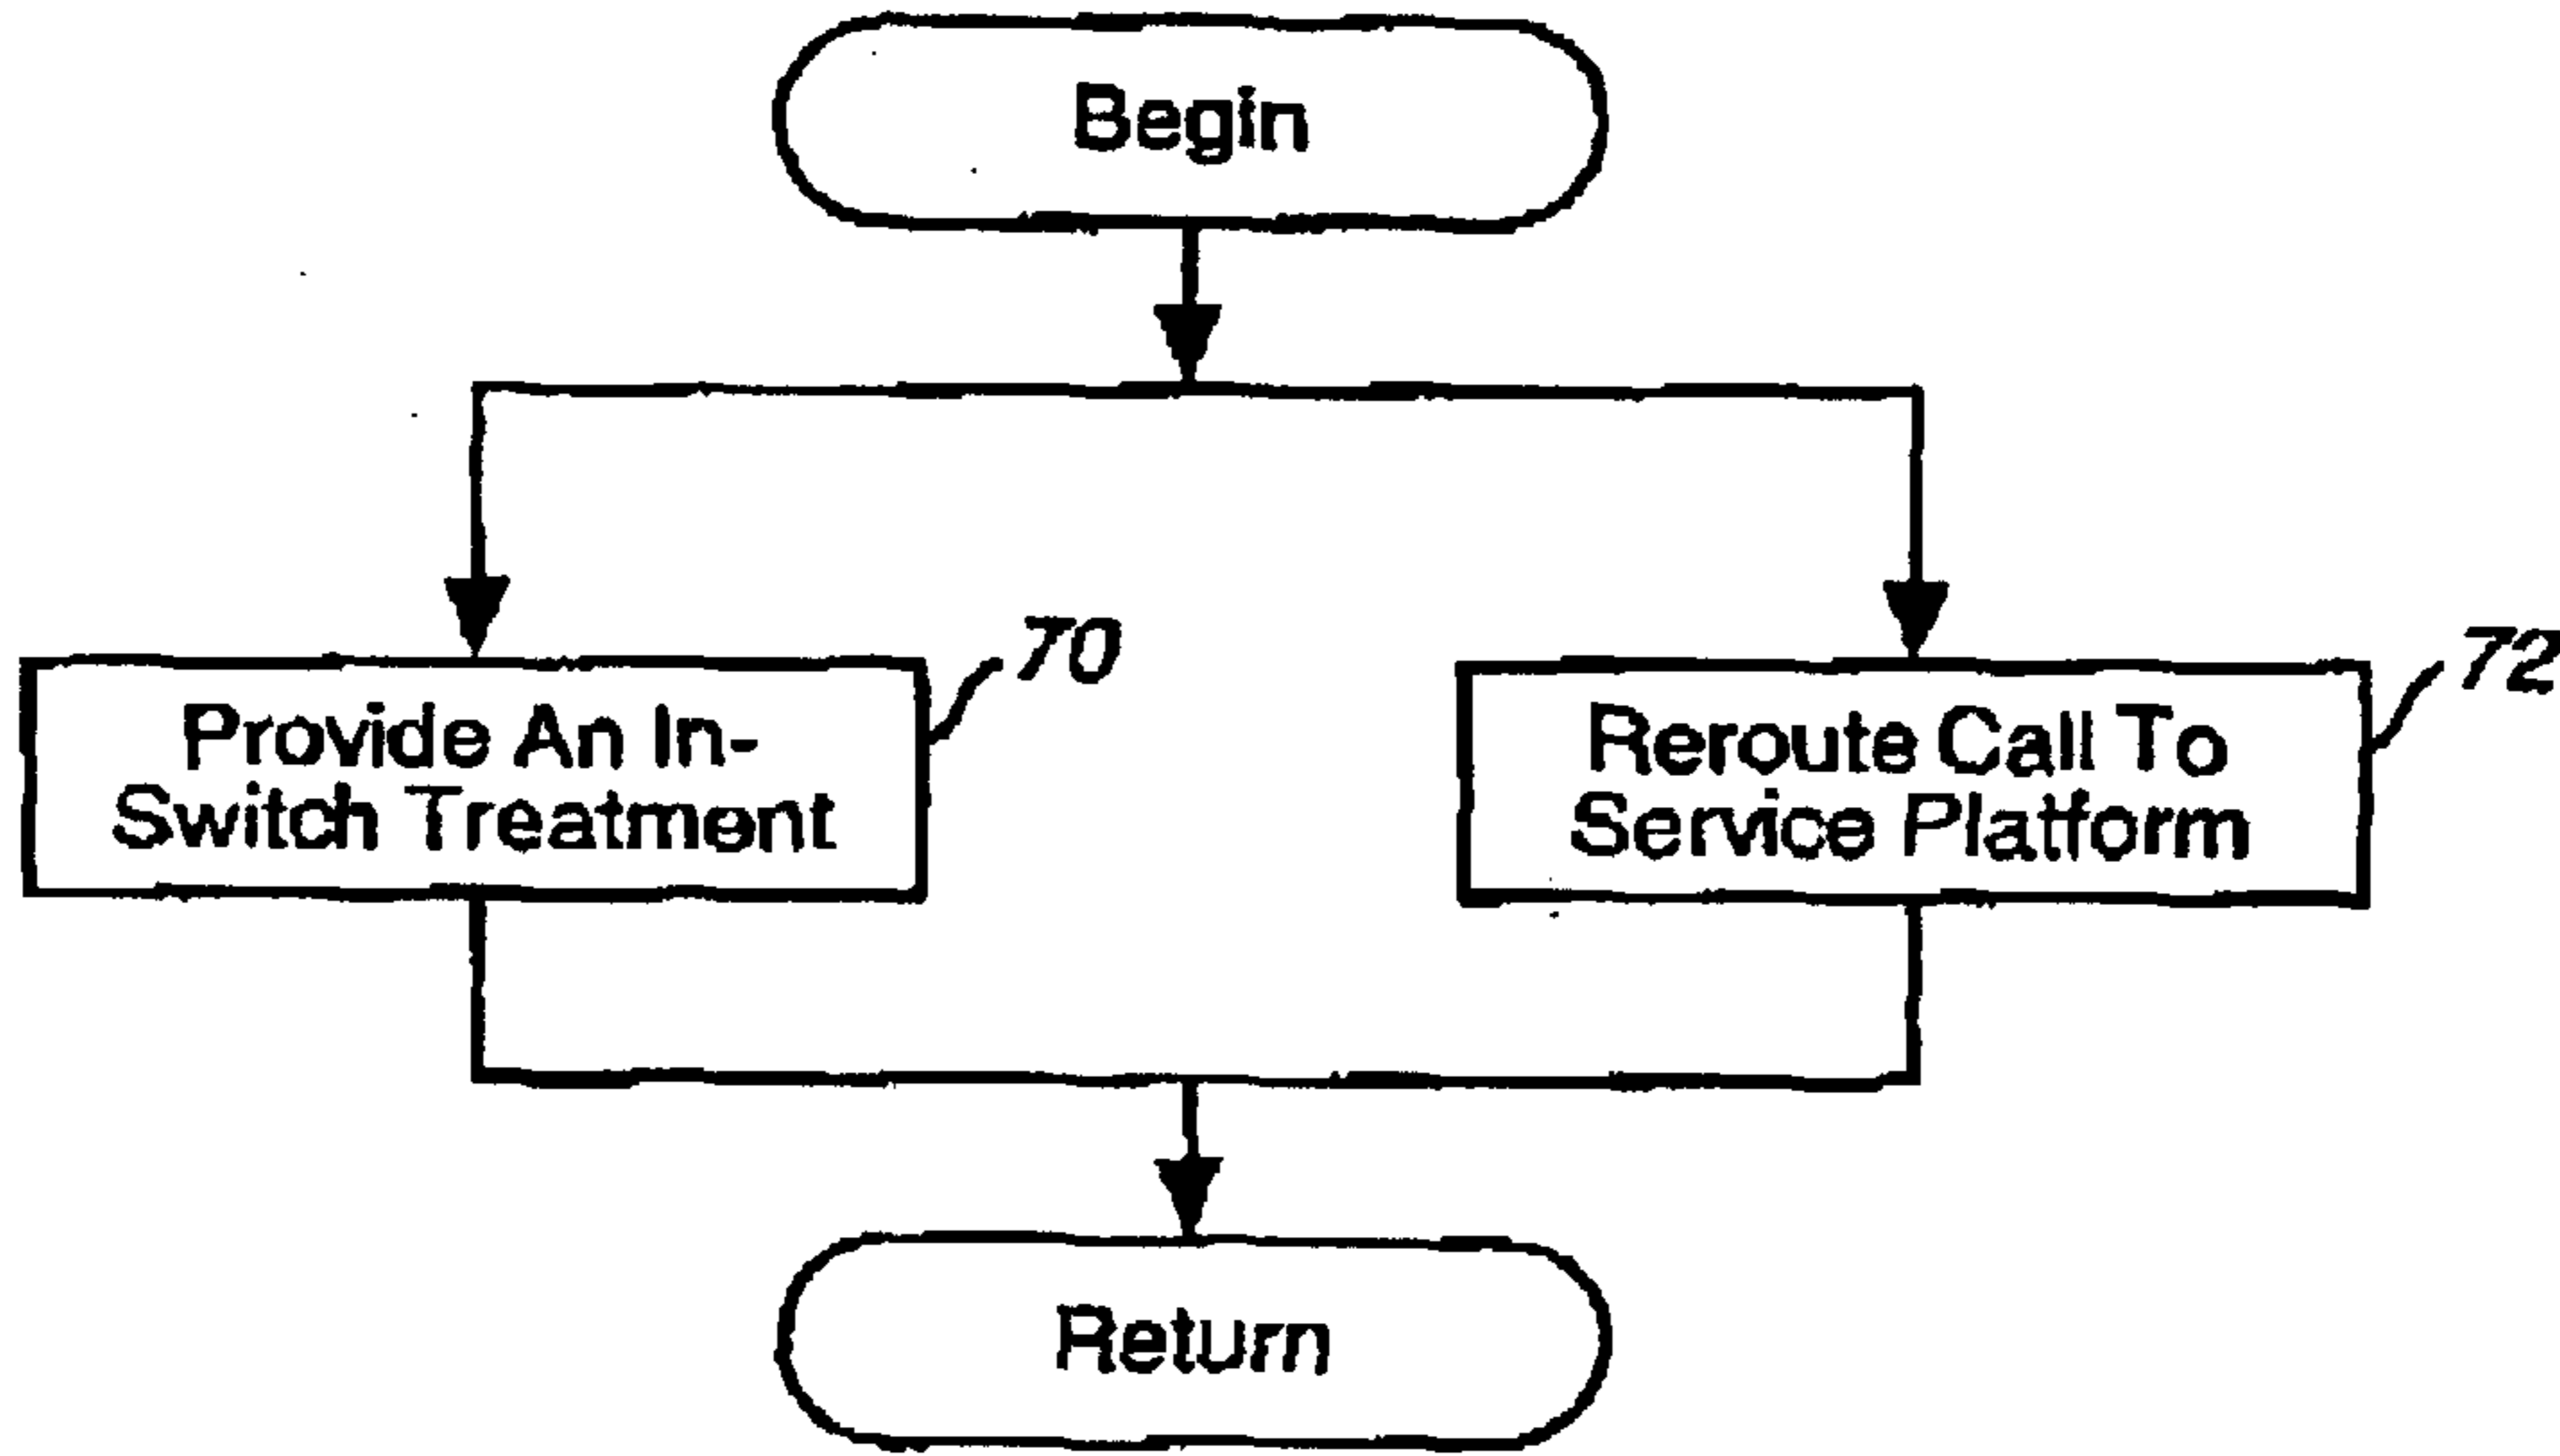 Begin
Provide An In-
Switch Treatment
70
Reroute Call To
Service Platform
72
Return